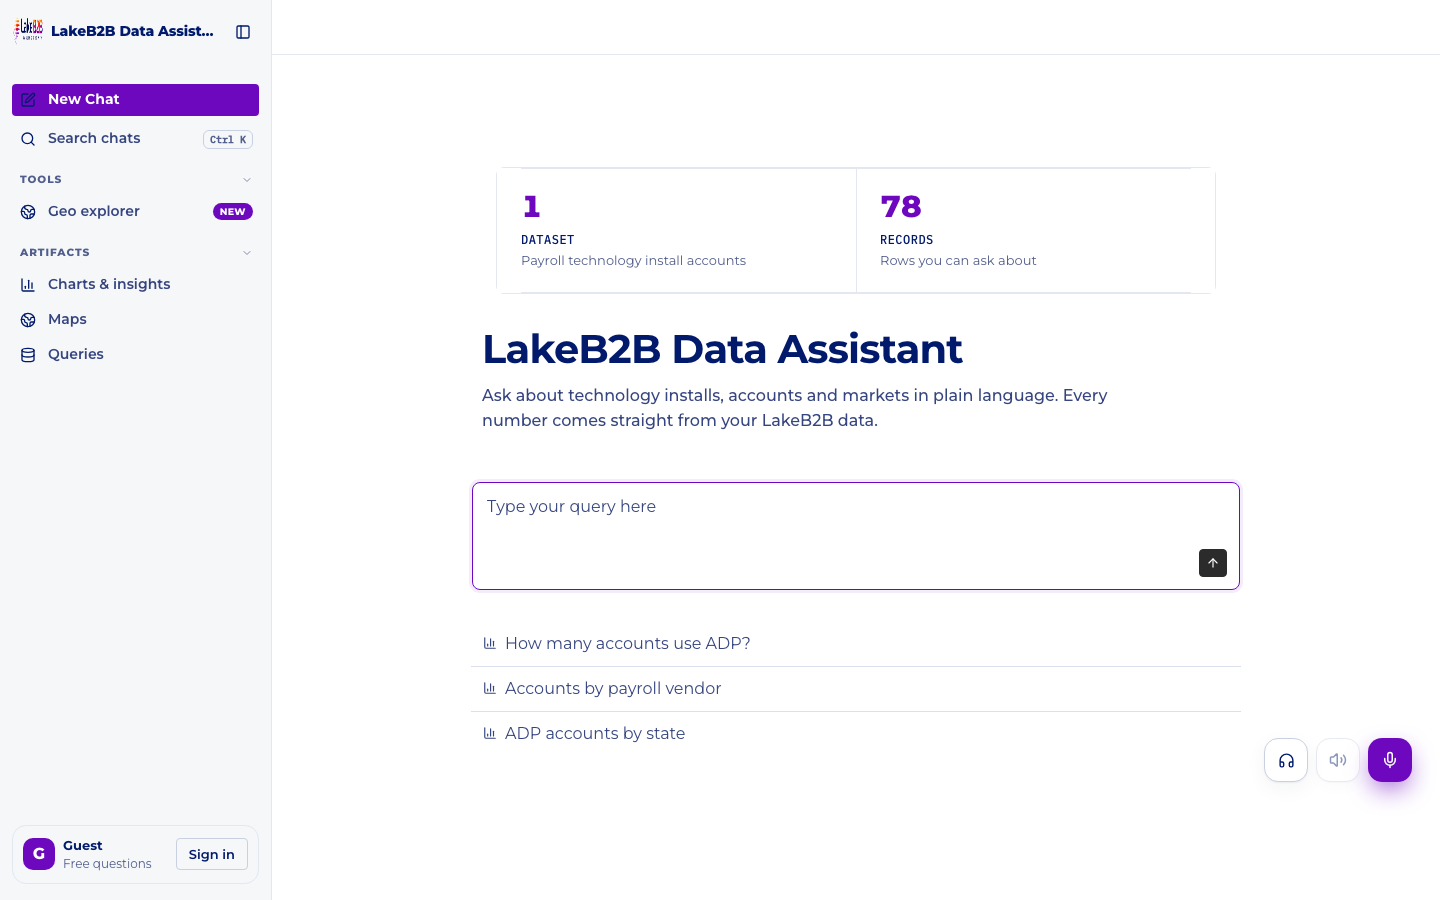 LakeB2B Data Assist...
New Chat
Search chats
Ctrl K
TOOLS
Geo explorer
NEW
ARTIFACTS
Charts & insights
Maps
Queries
G
Guest
Free questions
Sign in
1
DATASET
Payroll technology install accounts
78
RECORDS
Rows you can ask about
LakeB2B Data Assistant
Ask about technology installs, accounts and markets in plain language. Every
number comes straight from your LakeB2B data.
Type your query here
How many accounts use ADP?
Accounts by payroll vendor
ADP accounts by state